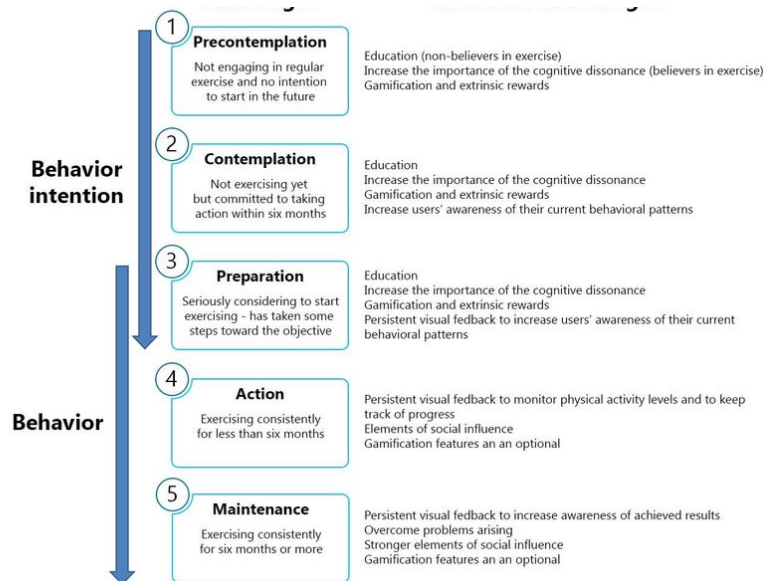 1
Precontemplation
Not engaging in regular
exercise and no intention
to start in the future
Education (non-believers in exercise)
Increase the importance of the cognitive dissonance (believers in exercise)
Gamification and extrinsic rewards
Behavior
intention
2
Contemplation
Not exercising yet
but committed to taking
action within six months
Education
Increase the importance of the cognitive dissonance
Gamification and extrinsic rewards
Increase users' awareness of their current behavioral patterns
3
Preparation
Seriously considering to start
exercising - has taken some
steps toward the objective
Education
Increase the importance of the cognitive dissonance
Gamification and extrinsic rewards
Persistent visual fedback to increase users' awareness of their current
behavioral patterns
Behavior
4
Action
Exercising consistently
for less than six months
Persistent visual fedback to monitor physical activity levels and to keep
track of progress
Elements of social influence
Gamification features an an optional
5
Maintenance
Exercising consistently
for six months or more
Persistent visual fedback to increase awareness of achieved results
Overcome problems arising
Stronger elements of social influence
Gamification features an an optional